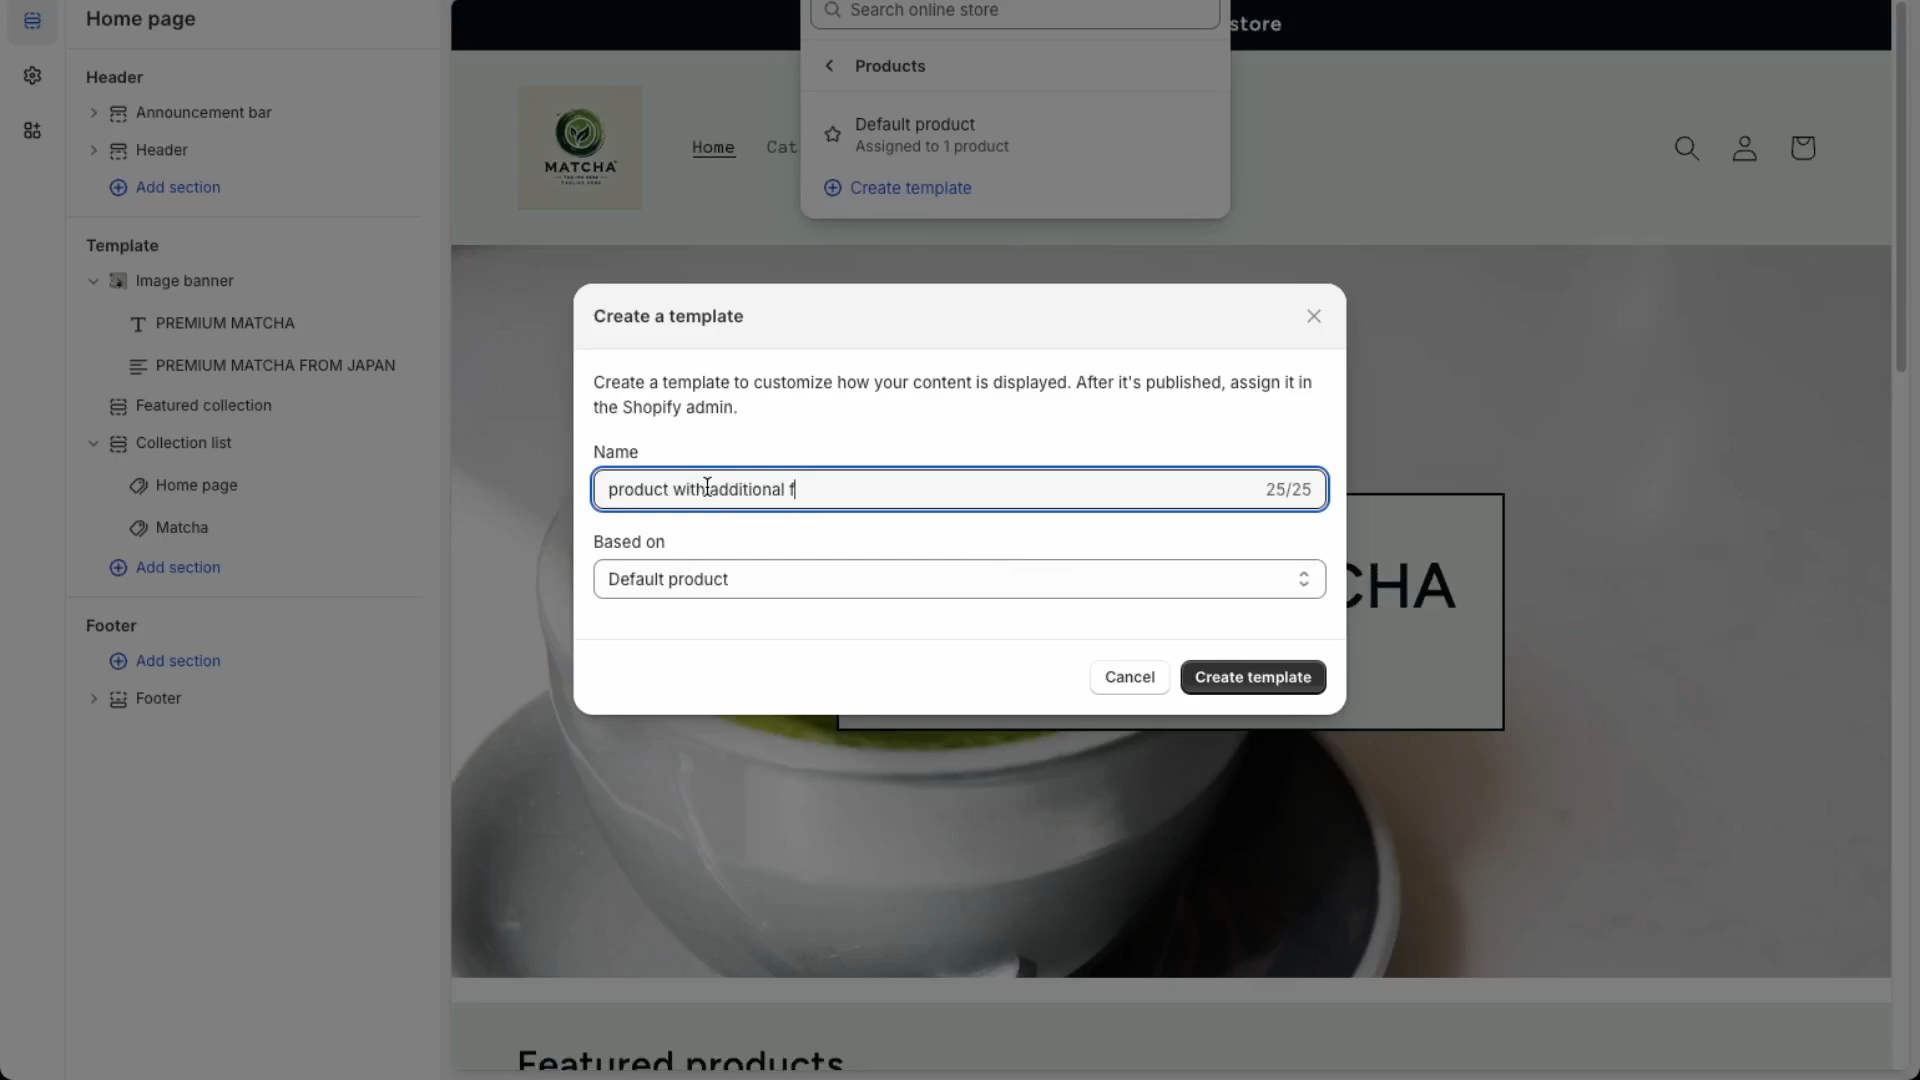 Home page
Header
Announcement bar
Header
Add section
Template
Image banner
PREMIUM MATCHA
PREMIUM MATCHA FROM JAPAN
Featured collection
Collection list
Home page
Matcha
Add section
Footer
Add section
Footer
store
Search online store
Products
Default product
Assigned to 1 product
Create template
MATCHA
Home
Cat
Create a template
Create a template to customize how your content is displayed. After it's published, assign it in
the Shopify admin.
Name
product with additional f
25/25
Based on
Default product
Cancel
Create template
CHA
Featured products